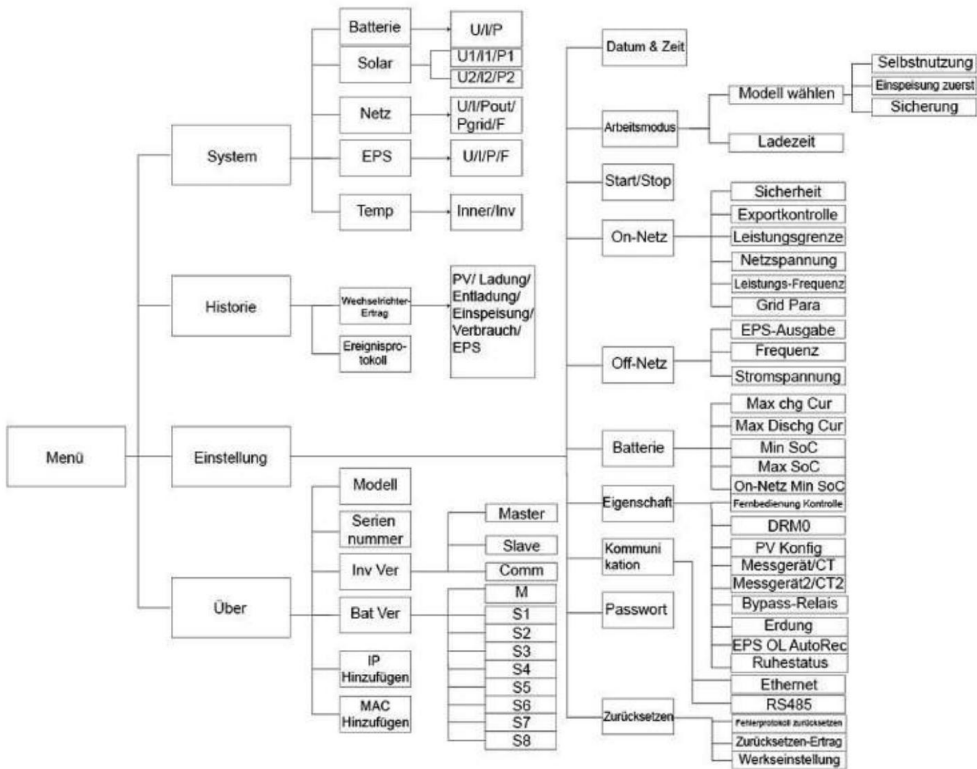 Menü
System
Batterie
U/I/P
Solar
U1/I1/P1
U2/I2/P2
Netz
U/I/Pout/
Pgrid/F
EPS
U/I/P/F
Temp
Inner/Inv
Historie
Wechselrichter-
Ertrag
PV/ Ladung/
Entladung/
Einspeisung/
Verbrauch/
EPS
Ereignispro-
tokoll
Einstellung
Datum & Zeit
Arbeitsmodus
Modell wählen
Selbstnutzung
Einspeisung zuerst
Sicherung
Ladezeit
Start/Stop
On-Netz
Sicherheit
Exportkontrolle
Leistungsgrenze
Netzspannung
Leistungs-Frequenz
Grid Para
Off-Netz
EPS-Ausgabe
Frequenz
Stromspannung
Batterie
Max chg Cur
Max Dischg Cur
Min SoC
Max SoC
On-Netz Min SoC
Eigenschaft
Fernbedienung Kontrolle
DRM0
PV Konfig
Messgerät/CT
Messgerät2/CT2
Bypass-Relais
Erdung
EPS OL AutoRec
Ruhestatus
Kommuni
kation
Ethernet
RS485
Passwort
Zurücksetzen
Fehlerprotokoll zurücksetzen
Zurücksetzen-Ertrag
Werkseinstellung
Über
Modell
Serien
nummer
Inv Ver
Master
Slave
Comm
Bat Ver
M
S1
S2
S3
S4
S5
S6
S7
S8
IP
Hinzufügen
MAC
Hinzufügen